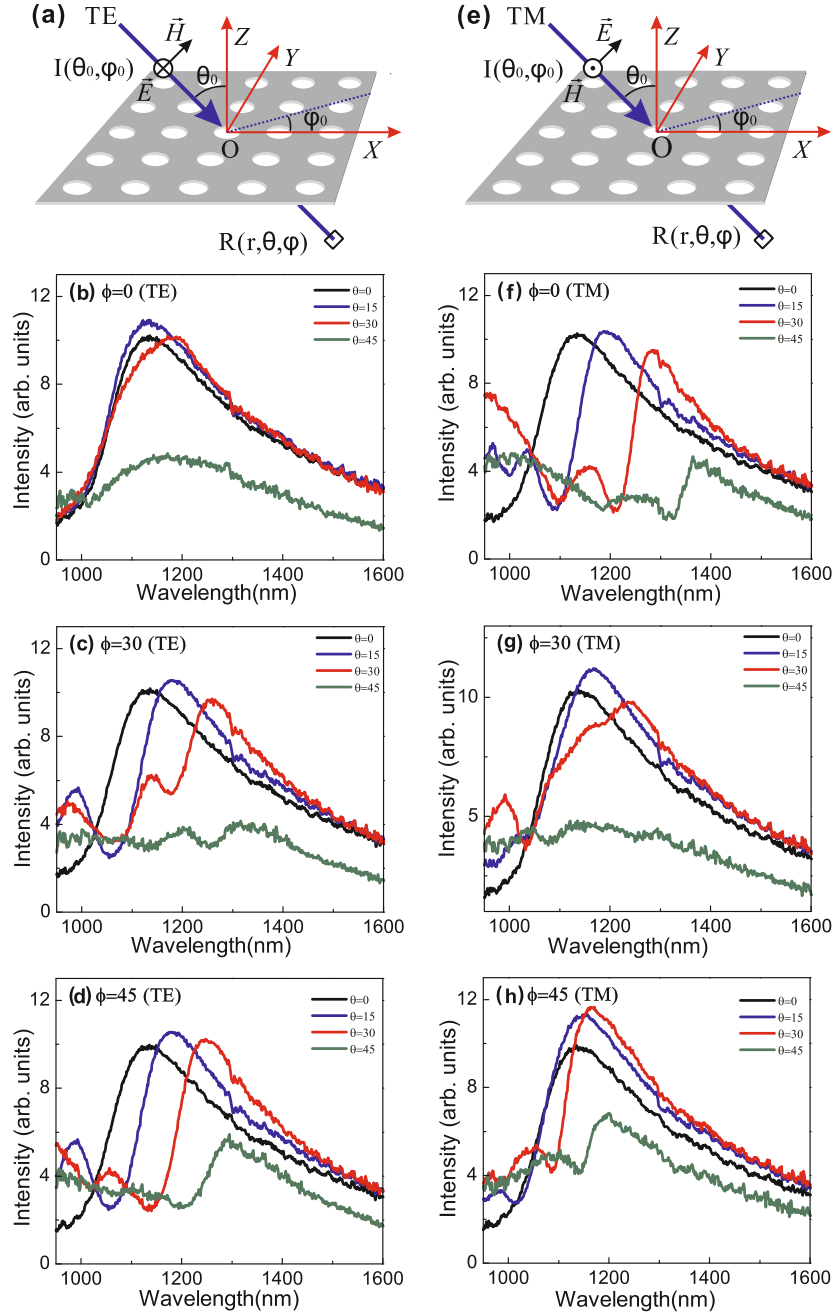 (a) TE
H
Z
Y
I(θ₀,φ₀)
E
θ₀
φ₀
O
X
R(r,θ,φ)
(e) TM
E
Z
Y
I(θ₀,φ₀)
H
θ₀
φ₀
O
X
R(r,θ,φ)
(b) ϕ=0 (TE)
θ=0
θ=15
θ=30
θ=45
12
8
4
0
Intensity (arb. units)
1000 1200 1400 1600
Wavelength(nm)
(f) ϕ=0 (TM)
θ=0
θ=15
θ=30
θ=45
12
8
4
0
Intensity (arb. units)
1000 1200 1400 1600
Wavelength(nm)
(c) ϕ=30 (TE)
θ=0
θ=15
θ=30
θ=45
12
8
4
0
Intensity (arb. units)
1000 1200 1400 1600
Wavelength(nm)
(g) ϕ=30 (TM)
θ=0
θ=15
θ=30
θ=45
10
5
Intensity (arb. units)
1000 1200 1400 1600
Wavelength(nm)
(d) ϕ=45 (TE)
θ=0
θ=15
θ=30
θ=45
12
8
4
0
Intensity (arb. units)
1000 1200 1400 1600
Wavelength(nm)
(h) ϕ=45 (TM)
θ=0
θ=15
θ=30
θ=45
12
8
4
0
Intensity (arb. units)
1000 1200 1400 1600
Wavelength(nm)